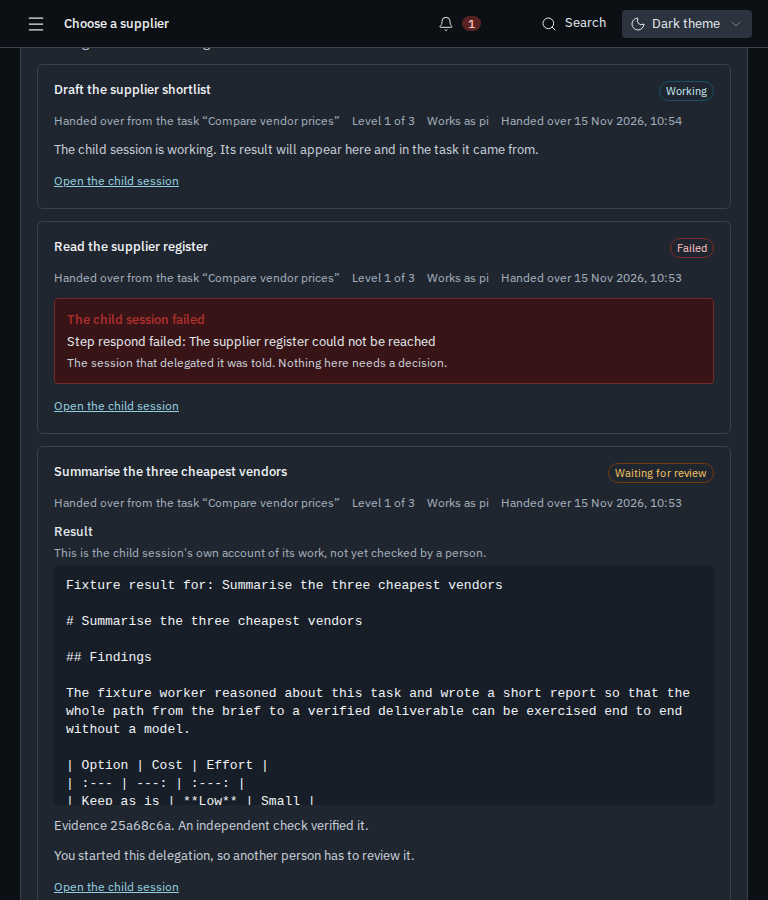 Choose a supplier
1
Search
Dark theme
Draft the supplier shortlist
Working
Handed over from the task “Compare vendor prices” Level 1 of 3 Works as pi Handed over 15 Nov 2026, 10:54
The child session is working. Its result will appear here and in the task it came from.
Open the child session
Read the supplier register
Failed
Handed over from the task “Compare vendor prices” Level 1 of 3 Works as pi Handed over 15 Nov 2026, 10:53
The child session failed
Step respond failed: The supplier register could not be reached
The session that delegated it was told. Nothing here needs a decision.
Open the child session
Summarise the three cheapest vendors
Waiting for review
Handed over from the task “Compare vendor prices” Level 1 of 3 Works as pi Handed over 15 Nov 2026, 10:53
Result
This is the child session's own account of its work, not yet checked by a person.
Fixture result for: Summarise the three cheapest vendors
# Summarise the three cheapest vendors
## Findings
The fixture worker reasoned about this task and wrote a short report so that the
whole path from the brief to a verified deliverable can be exercised end to end
without a model.
| Option | Cost | Effort |
| :--- | ---: | :---: |
| Keep as is | **Low** | Small |
Evidence 25a68c6a. An independent check verified it.
You started this delegation, so another person has to review it.
Open the child session